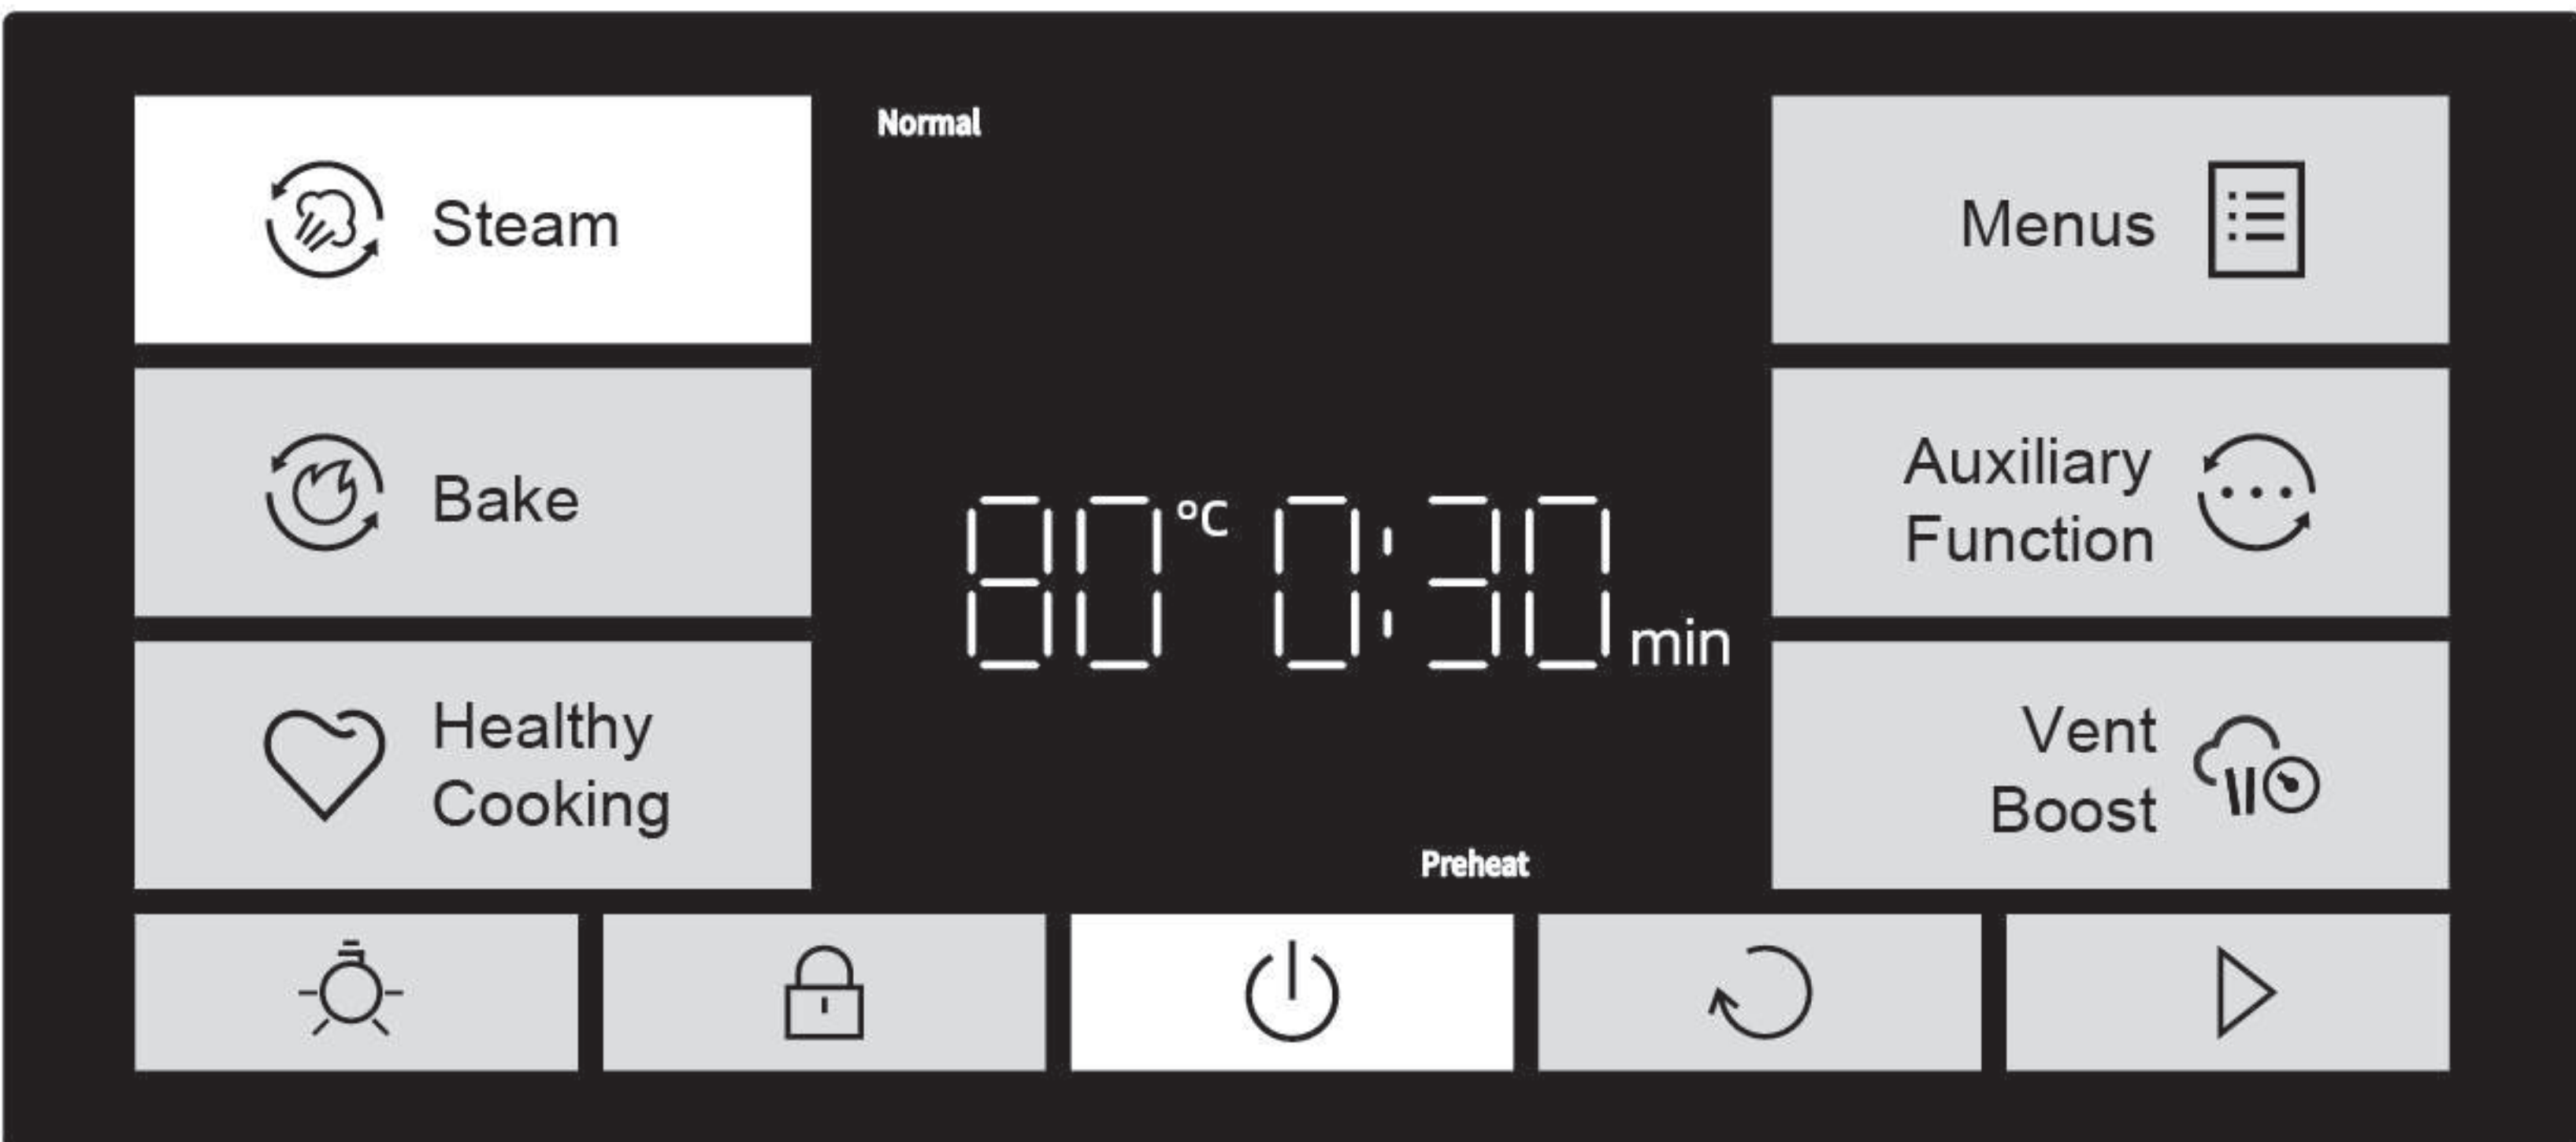 Normal
Steam
Menus
Bake
80°C 0:30 min
Auxiliary
Function
Healthy
Cooking
Vent
Boost
Preheat